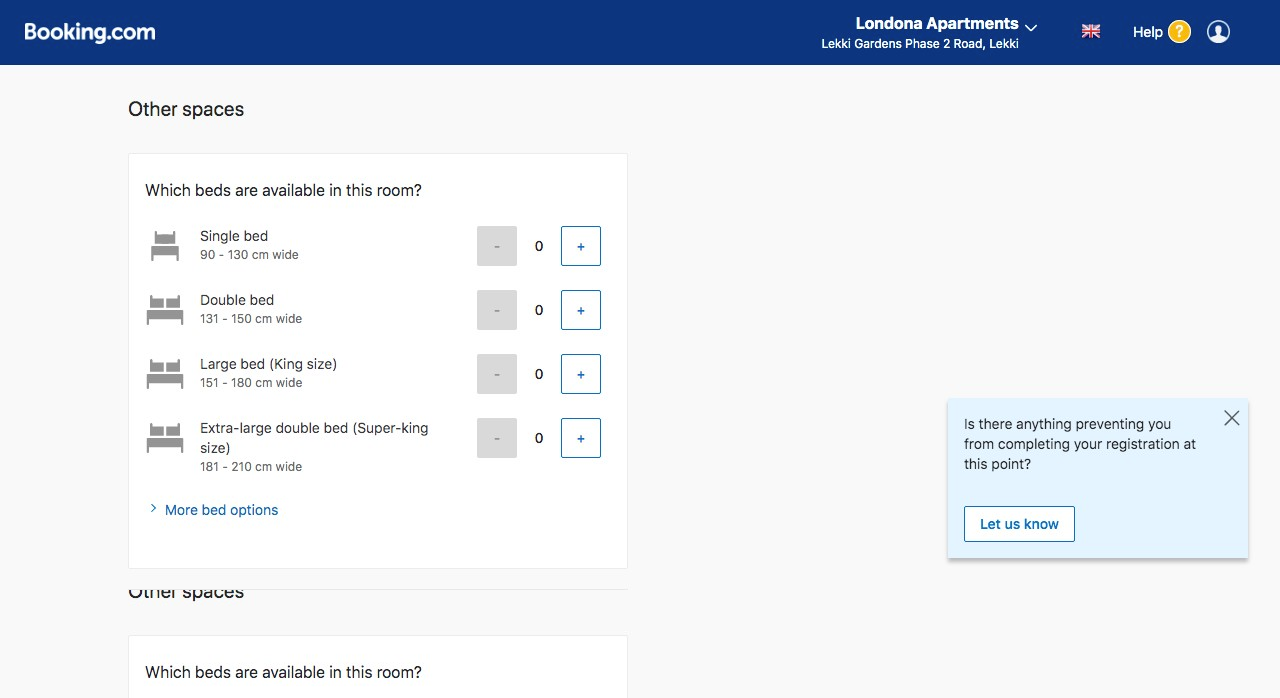 Booking.com
Londona Apartments
Lekki Gardens Phase 2 Road, Lekki
Help ?
Other spaces
Which beds are available in this room?
Single bed
90 - 130 cm wide
- 0 +
Double bed
131 - 150 cm wide
- 0 +
Large bed (King size)
151 - 180 cm wide
- 0 +
Extra-large double bed (Super-king
size)
181 - 210 cm wide
- 0 +
More bed options
Is there anything preventing you
from completing your registration at
this point?
Let us know
Other spaces
Which beds are available in this room?